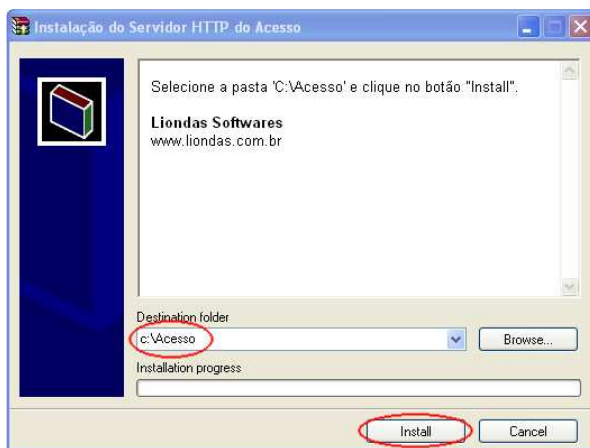 Instalação do Servidor HTTP do Acesso
Selecione a pasta 'C:\Acesso' e clique no botão "Install".
Liondas Softwares
www.liondas.com.br
Destination folder
c:\Acesso
Browse...
Installation progress
Install
Cancel